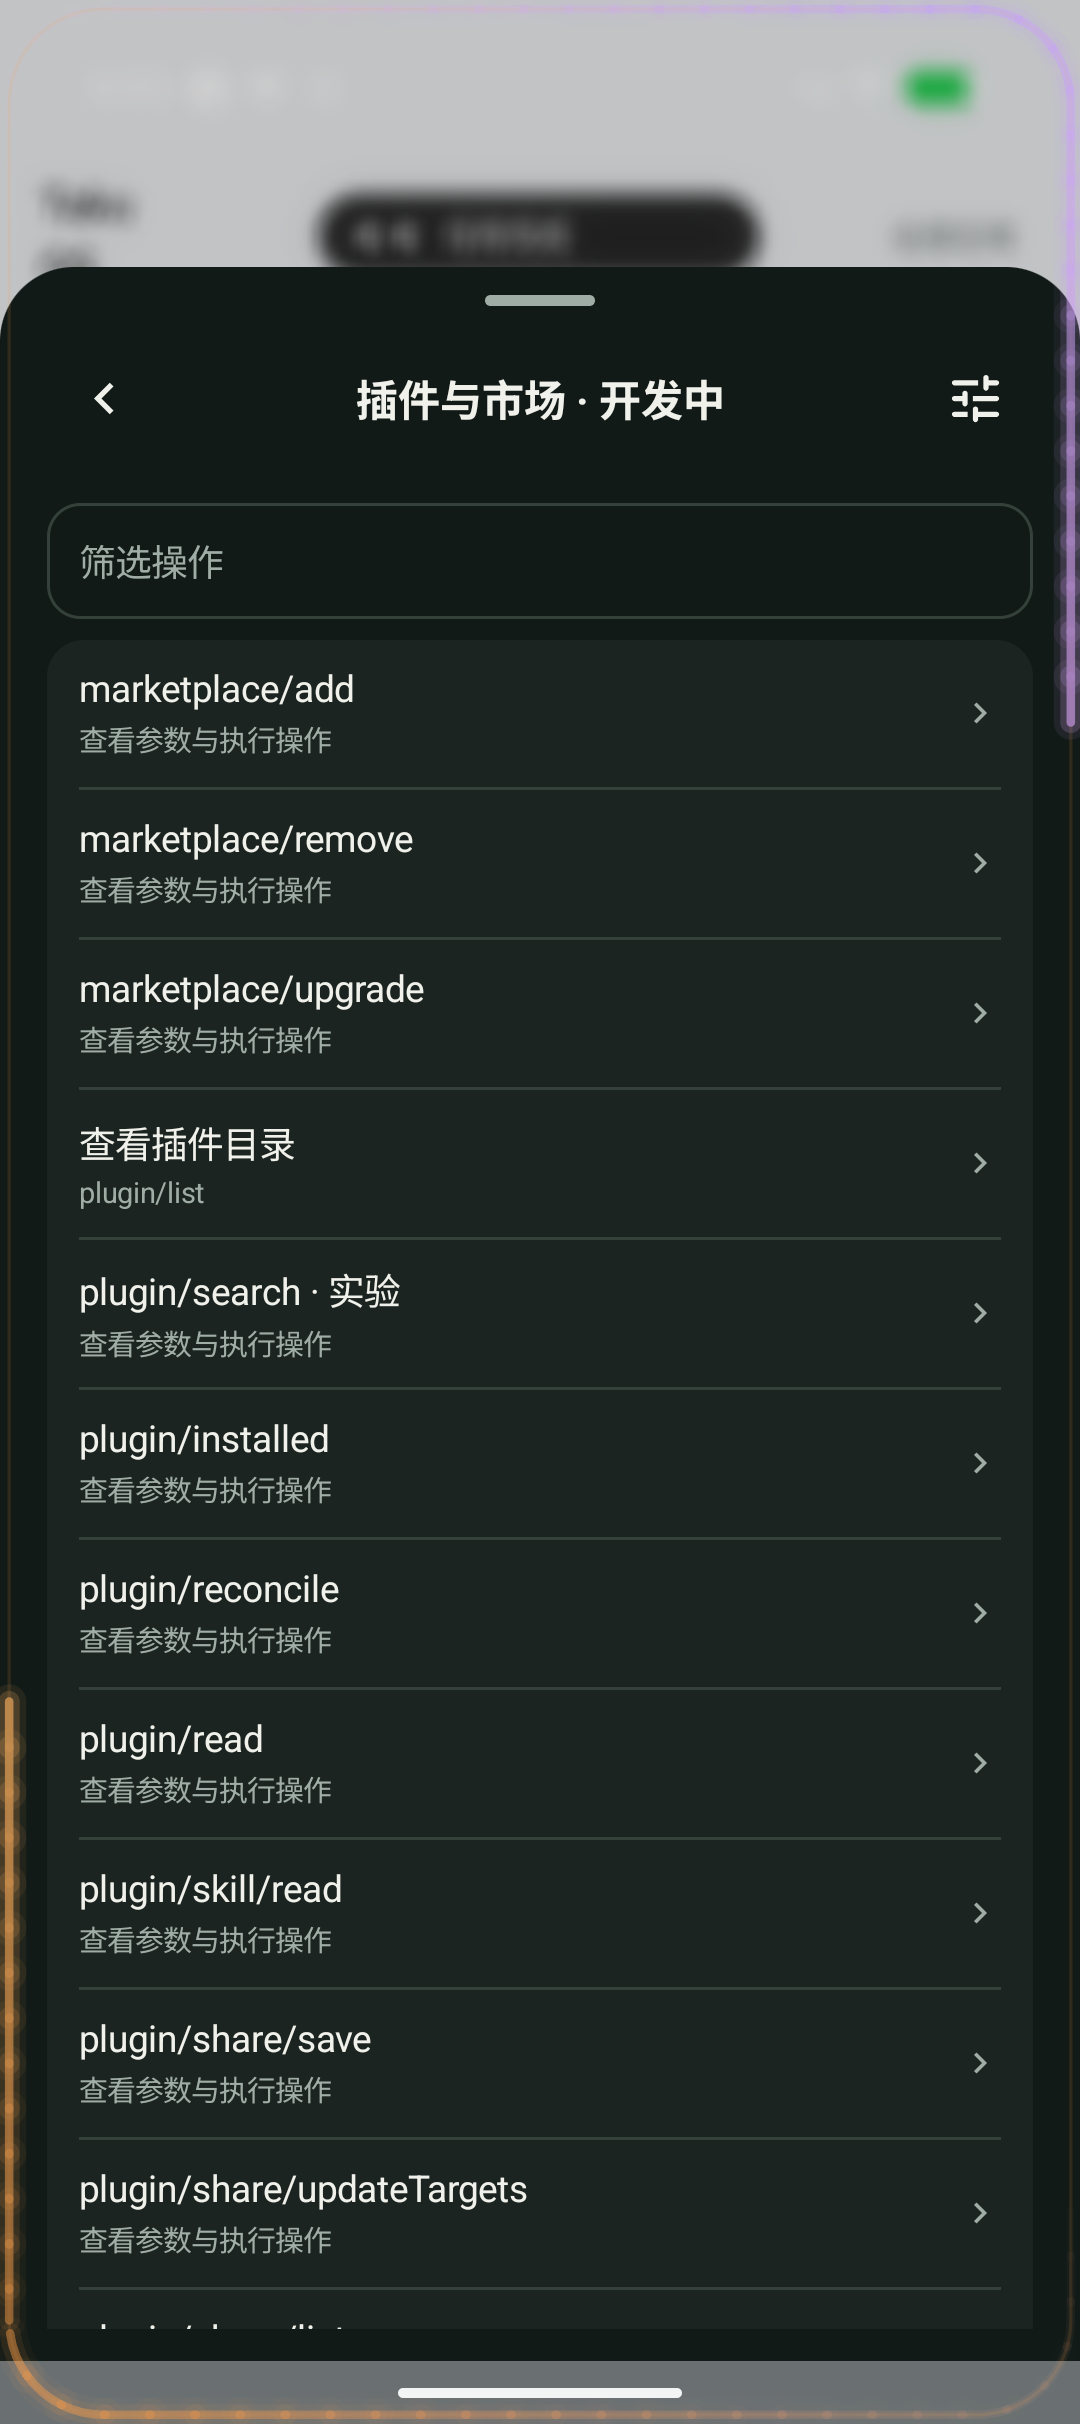 插件与市场 · 开发中
筛选操作
marketplace/add
查看参数与执行操作
marketplace/remove
查看参数与执行操作
marketplace/upgrade
查看参数与执行操作
查看插件目录
plugin/list
plugin/search · 实验
查看参数与执行操作
plugin/installed
查看参数与执行操作
plugin/reconcile
查看参数与执行操作
plugin/read
查看参数与执行操作
plugin/skill/read
查看参数与执行操作
plugin/share/save
查看参数与执行操作
plugin/share/updateTargets
查看参数与执行操作